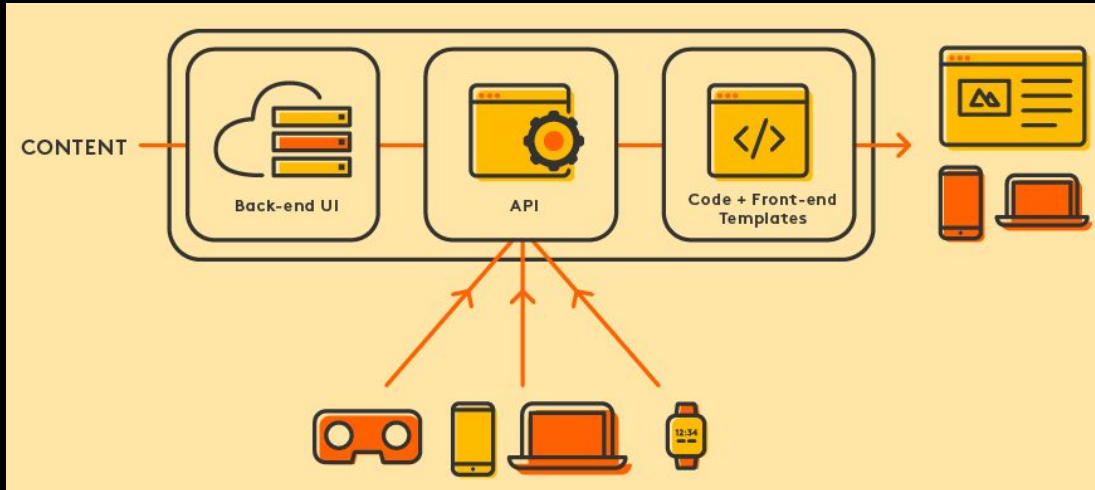 CONTENT
Back-end UI
API
</>
Code + Front-end
Templates
12:34